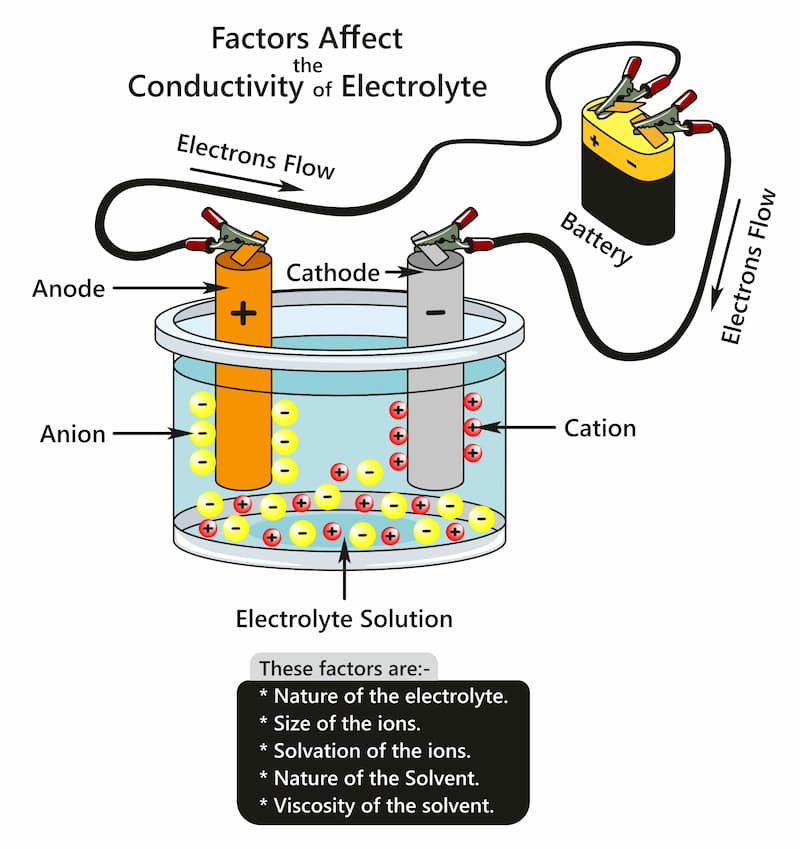 Factors Affect
the
Conductivity of Electrolyte
Electrons Flow
+
-
Battery
Electrons Flow
Anode
Cathode
+
-
Anion
Cation
Electrolyte Solution
These factors are:-
* Nature of the electrolyte.
* Size of the ions.
* Solvation of the ions.
* Nature of the Solvent.
* Viscosity of the solvent.